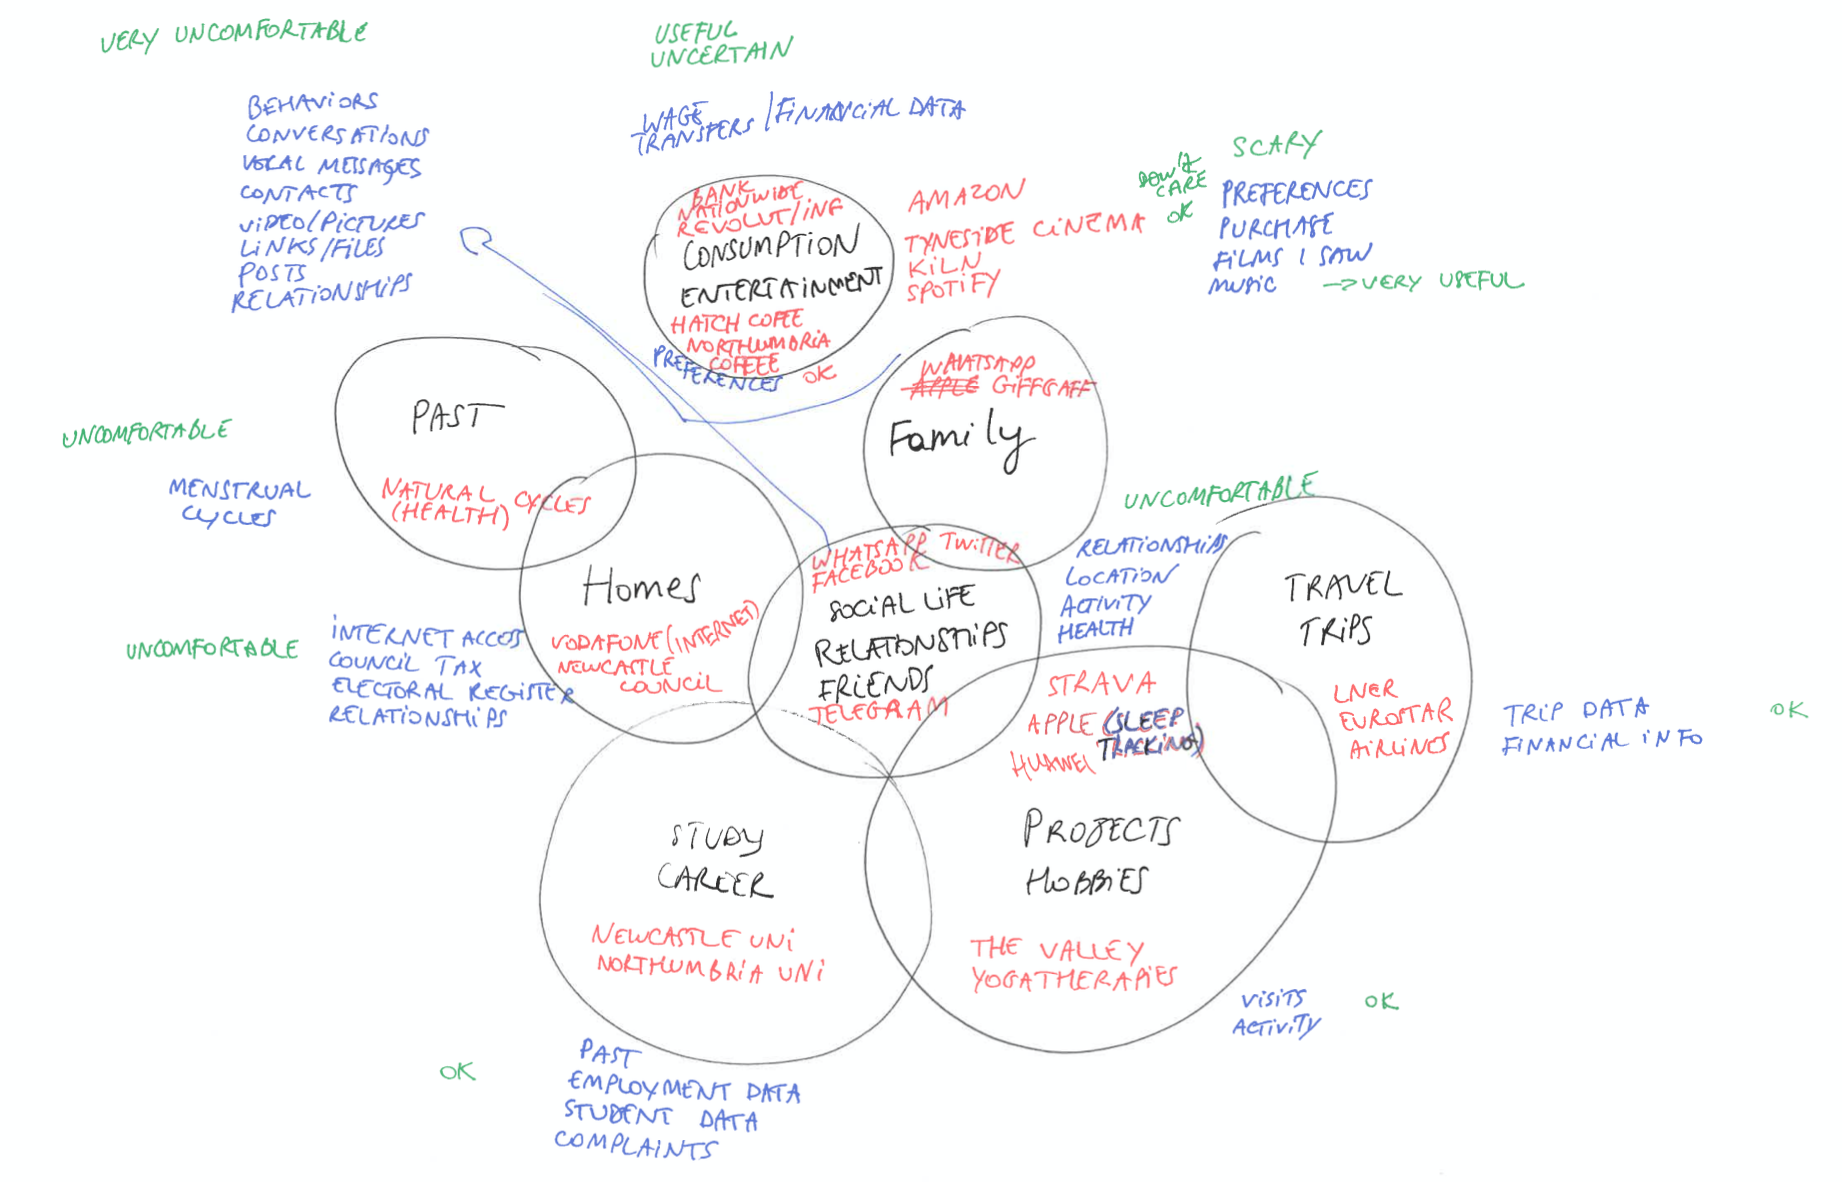 VERY UNCOMFORTABLE
BEHAVIORS
CONVERSATIONS
VOCAL MESSAGES
CONTACTS
VIDEO/PICTURES
LINKS/FILES
POSTS
RELATIONSHIPS
USEFUL
UNCERTAIN
WAGE
TRANSFERS / FINANCIAL DATA
BANK
NATIONWIDE
REVOLUT/ING
CONSUMPTION
ENTERTAINMENT
HATCH COFEE
NORTHUMBRIA
COFFEE
PREFERENCES OK
AMAZON
TYNESIDE CINEMA
KILN
SPOTIFY
DON'T
CARE
OK
SCARY
PREFERENCES
PURCHASE
FILMS I SAW
MUSIC → VERY USEFUL
PAST
NATURAL CYCLES
(HEALTH)
UNCOMFORTABLE
MENSTRUAL
CYCLES
WHATSAPP
APPLE GIFFGAFF
Family
Homes
VODAFONE (INTERNET)
NEWCASTLE
COUNCIL
UNCOMFORTABLE
INTERNET ACCES
COUNCIL TAX
ELECTORAL REGISTER
RELATIONSHIPS
WHATSAPP TWITTER
FACEBOOK
SOCIAL LIFE
RELATIONSHIPS
FRIENDS
TELEGRAM
UNCOMFORTABLE
RELATIONSHIPS
LOCATION
ACTIVITY
HEALTH
STRAVA
APPLE (SLEEP
HUAWEI TRACKING)
PROJECTS
HOBBIES
THE VALLEY
YOGATHERAPIES
VISITS
ACTIVITY
OK
TRAVEL
TRIPS
LNER
EUROSTAR
AIRLINES
TRIP DATA
FINANCIAL INFO
OK
STUDY
CAREER
NEWCASTLE UNI
NORTHUMBRIA UNI
OK
PAST
EMPLOYMENT DATA
STUDENT DATA
COMPLAINTS